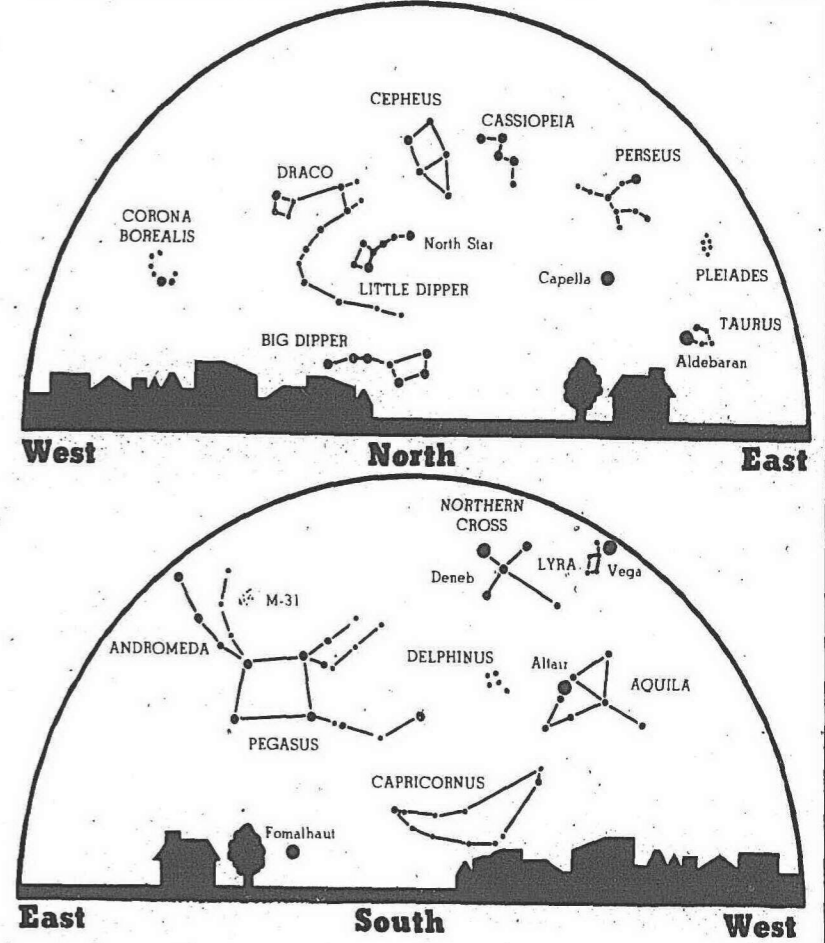 CEPHEUS
CASSIOPEIA
PERSEUS
DRACO
CORONA
BOREALIS
North Star
PLEIADES
Capella
LITTLE DIPPER
TAURUS
BIG DIPPER
Aldebaran
West
North
East
NORTHERN
CROSS
LYRA
Vega
Deneb
M-31
ANDROMEDA
DELPHINUS
Altair
AQUILA
PEGASUS
CAPRICORNUS
Fomalhaut
East
South
West